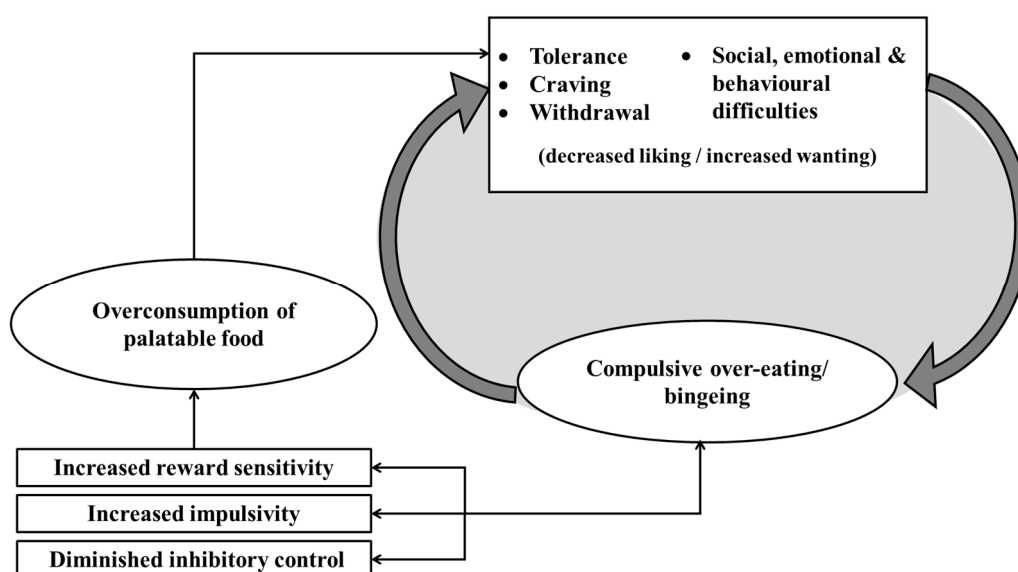 • Tolerance
• Craving
• Withdrawal
• Social, emotional &
behavioural
difficulties
(decreased liking / increased wanting)
Overconsumption of
palatable food
Compulsive over-eating/
bingeing
Increased reward sensitivity
Increased impulsivity
Diminished inhibitory control